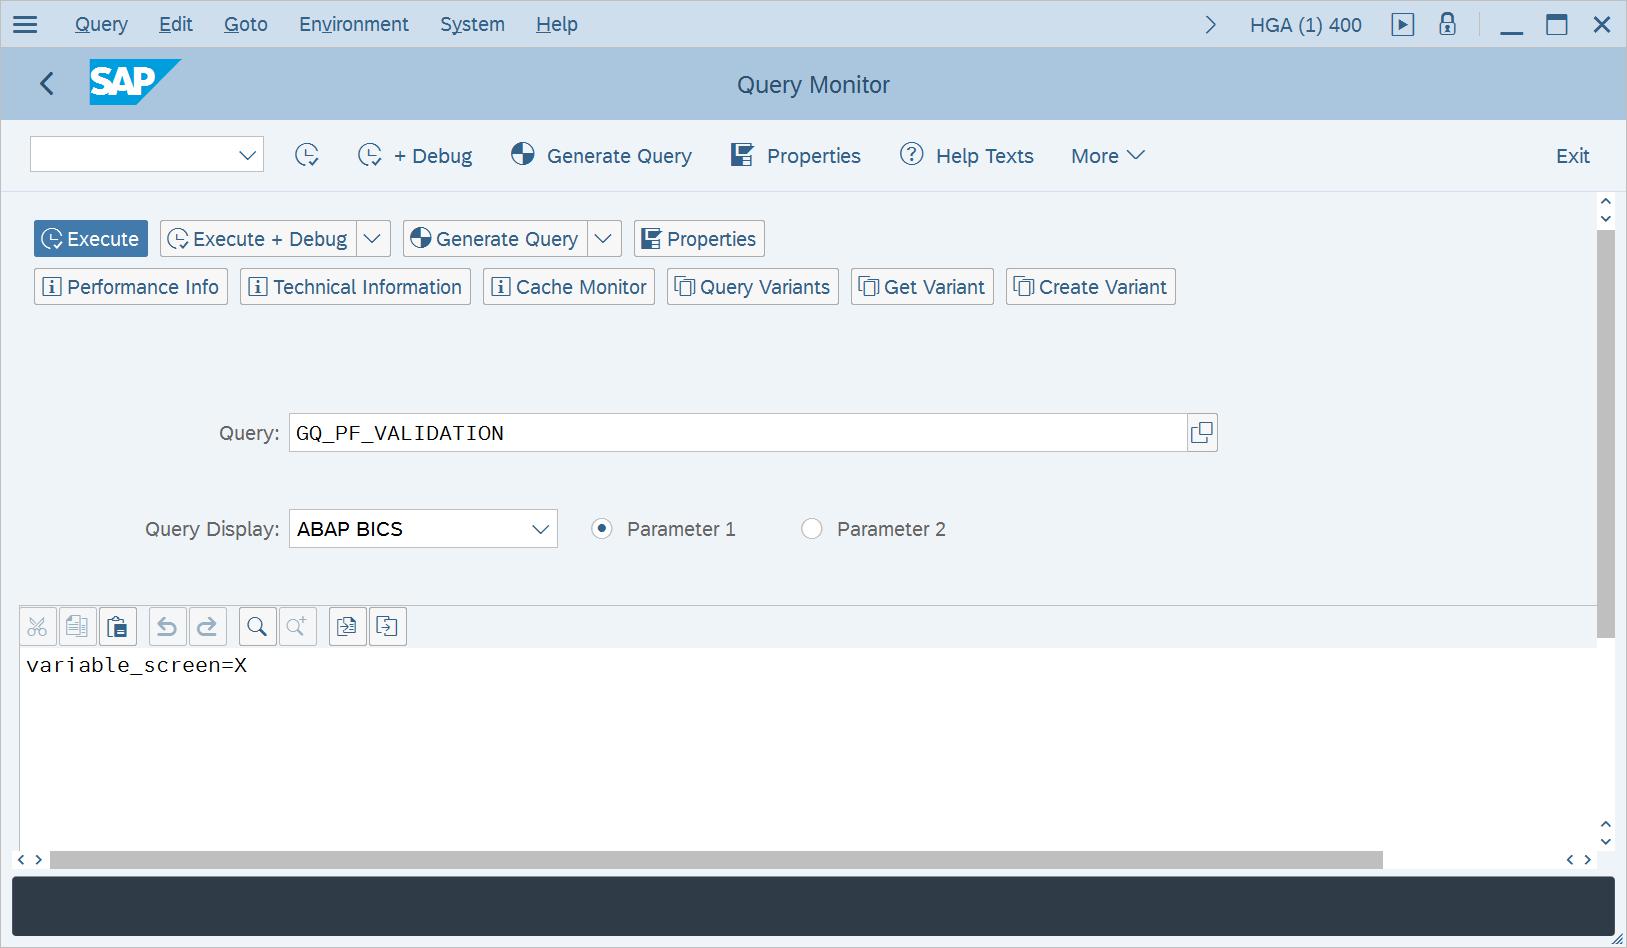 Query Edit Goto Environment System Help HGA (1) 400
SAP Query Monitor
+ Debug Generate Query Properties Help Texts More Exit
Execute Execute + Debug Generate Query Properties
Performance Info Technical Information Cache Monitor Query Variants Get Variant Create Variant
Query: GQ_PF_VALIDATION
Query Display: ABAP BICS Parameter 1 Parameter 2
variable_screen=X